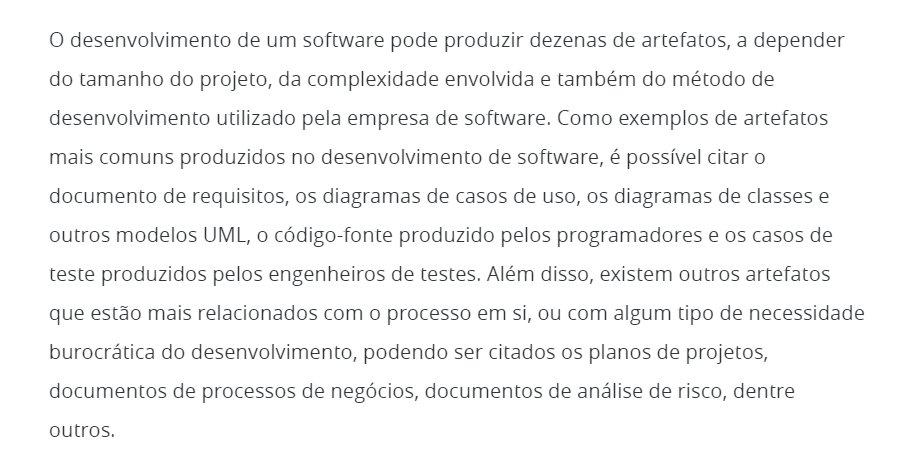 O desenvolvimento de um software pode produzir dezenas de artefatos, a depender
do tamanho do projeto, da complexidade envolvida e também do método de
desenvolvimento utilizado pela empresa de software. Como exemplos de artefatos
mais comuns produzidos no desenvolvimento de software, é possível citar o
documento de requisitos, os diagramas de casos de uso, os diagramas de classes e
outros modelos UML, o código-fonte produzido pelos programadores e os casos de
teste produzidos pelos engenheiros de testes. Além disso, existem outros artefatos
que estão mais relacionados com o processo em si, ou com algum tipo de necessidade
burocrática do desenvolvimento, podendo ser citados os planos de projetos,
documentos de processos de negócios, documentos de análise de risco, dentre
outros.